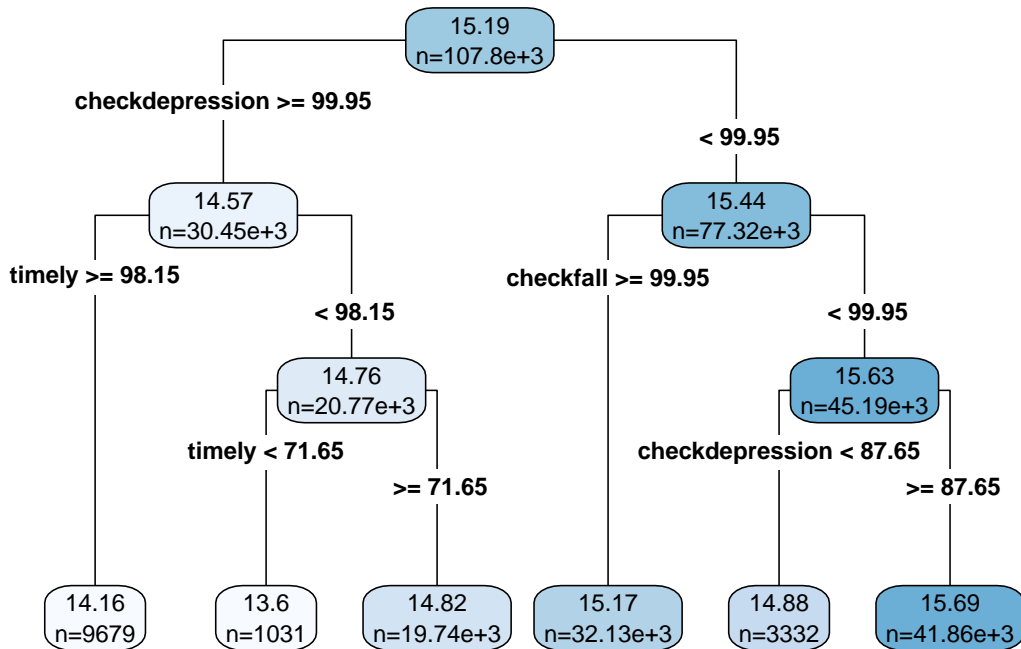 15.19
n=107.8e+3
checkdepression >= 99.95
< 99.95
14.57
n=30.45e+3
15.44
n=77.32e+3
timely >= 98.15
checkfall >= 99.95
< 98.15
< 99.95
14.76
n=20.77e+3
15.63
n=45.19e+3
timely < 71.65
checkdepression < 87.65
>= 71.65
>= 87.65
14.16
n=9679
13.6
n=1031
14.82
n=19.74e+3
15.17
n=32.13e+3
14.88
n=3332
15.69
n=41.86e+3